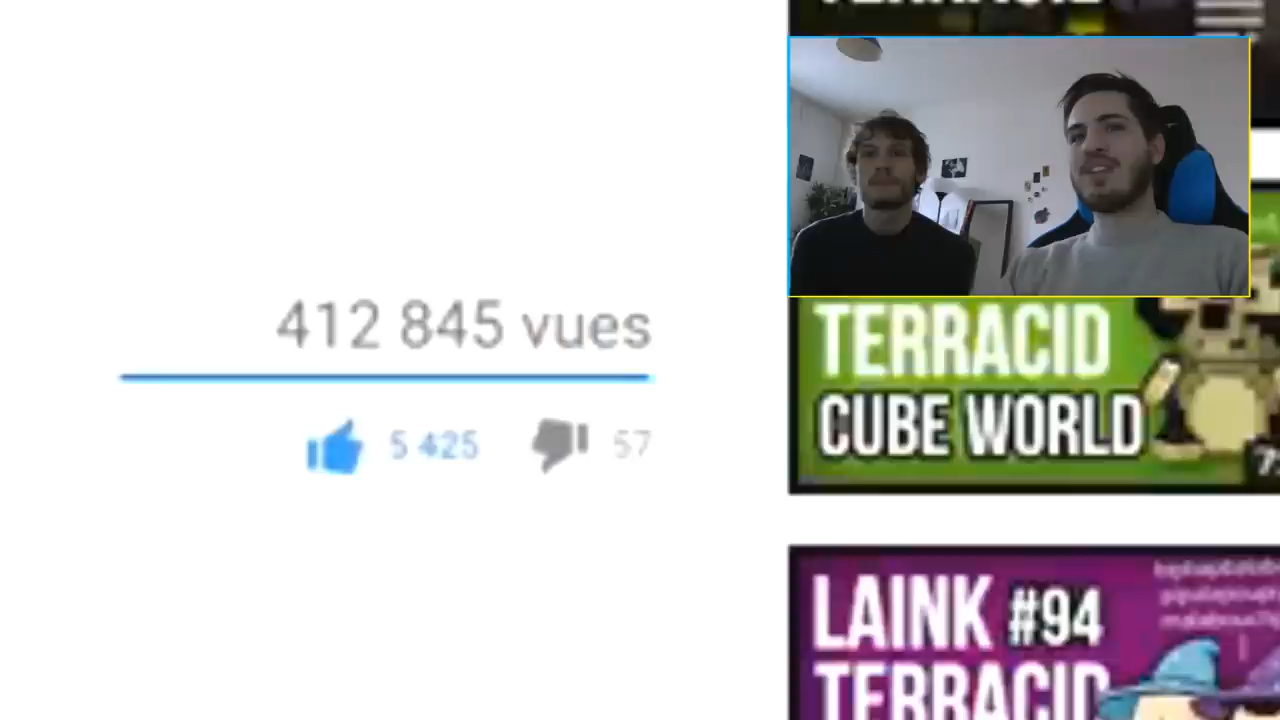 412 845 vues
5 425 57
TERRACID
CUBE WORLD
LAINK #94
TERRACID